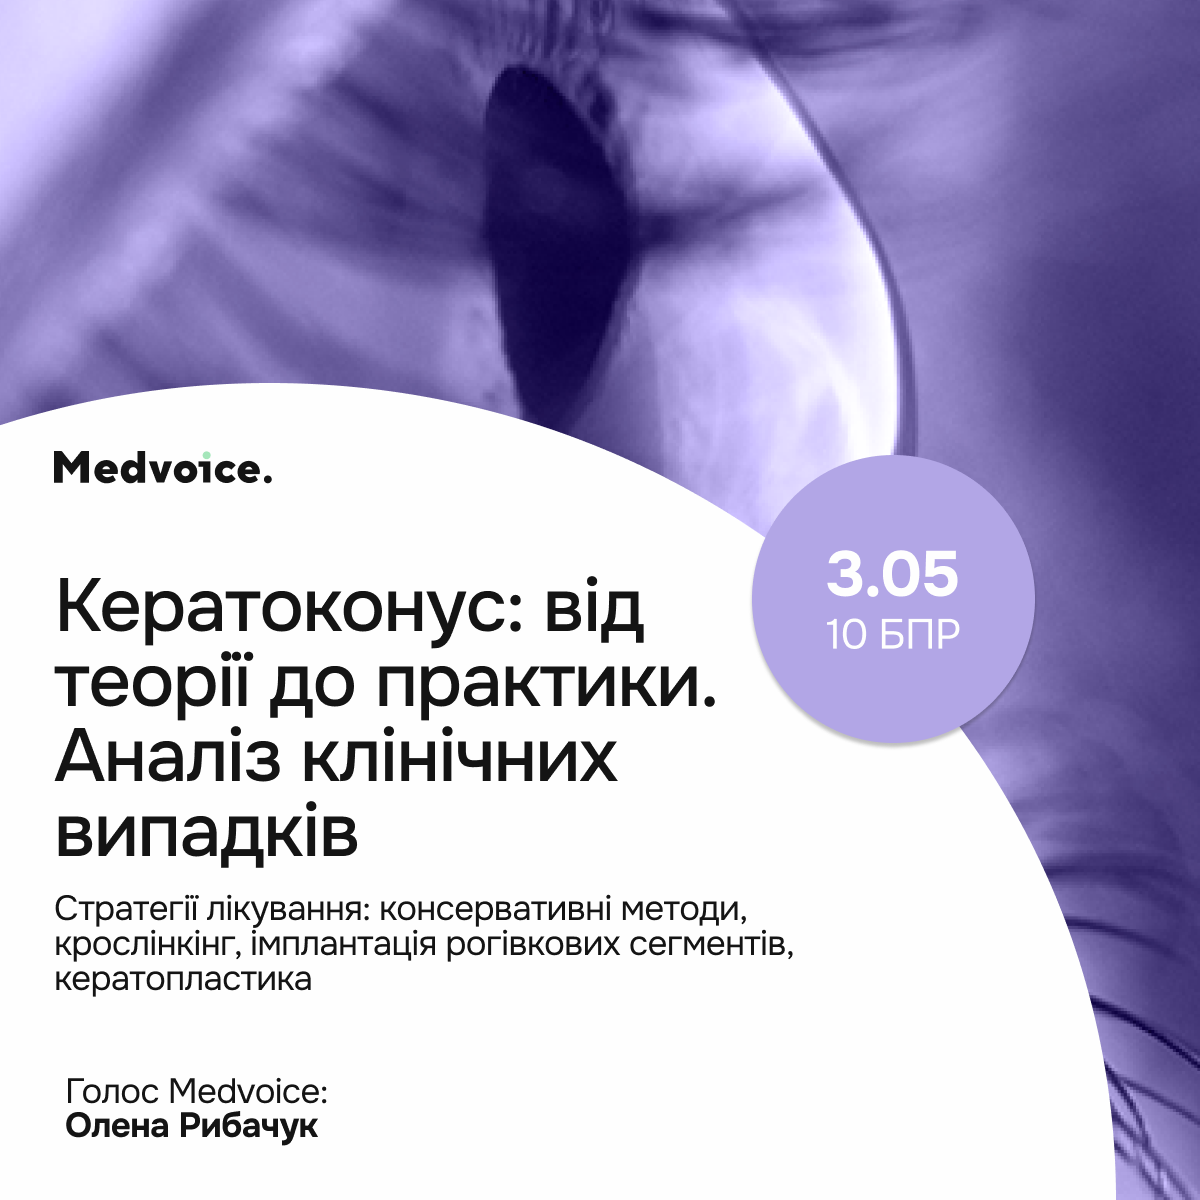 Medvoice.
3.05
10 БПР
Кератоконус: від
теорії до практики.
Аналіз клінічних
випадків
Стратегії лікування: консервативні методи,
крослінкінг, імплантація рогівкових сегментів,
кератопластика
Голос Medvoice:
Олена Рибачук